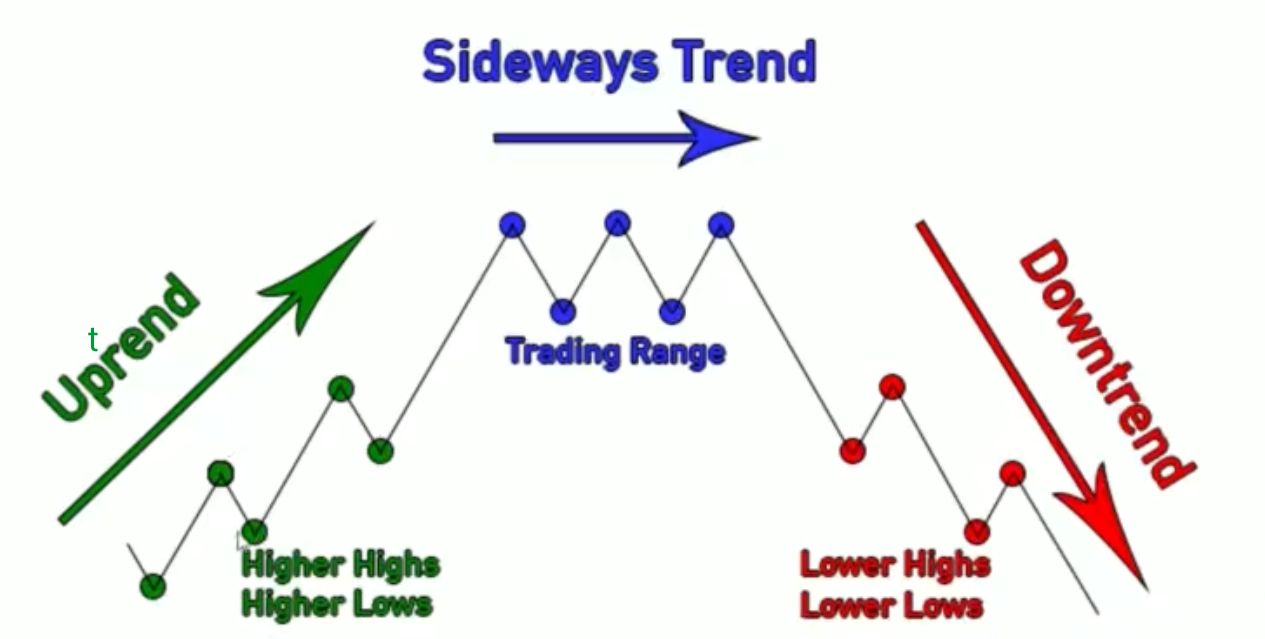 Sideways Trend
t
Uprend
Downtrend
Trading Range
Higher Highs
Higher Lows
Lower Highs
Lower Lows